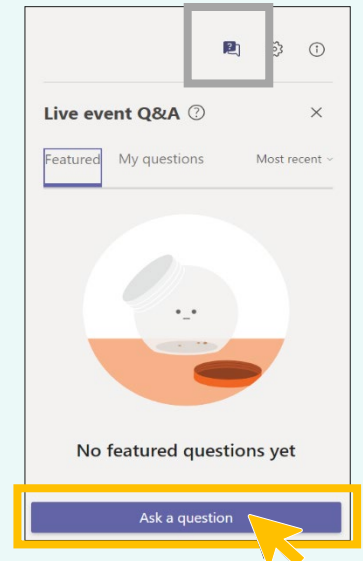 Live event Q&A
Featured My questions Most recent
No featured questions yet
Ask a question